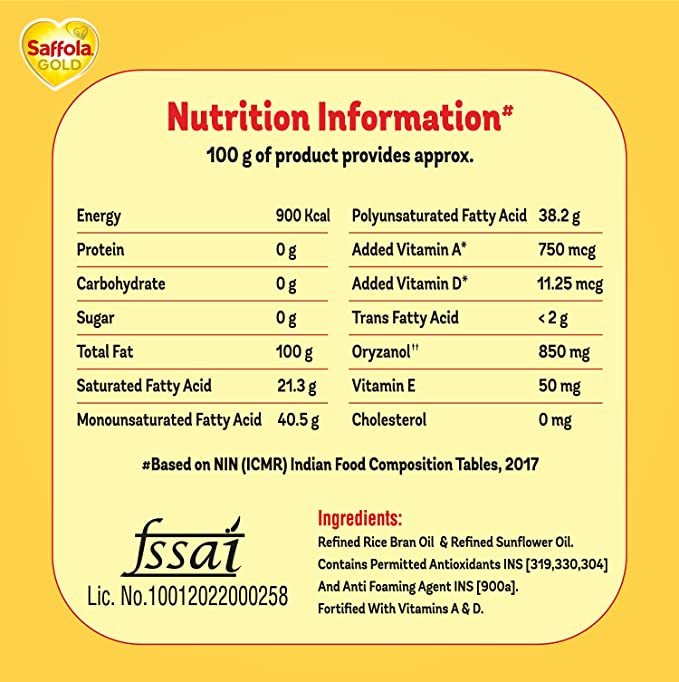 Saffola
GOLD
Nutrition Information#
100 g of product provides approx.
Energy 900 Kcal
Protein 0 g
Carbohydrate 0 g
Sugar 0 g
Total Fat 100 g
Saturated Fatty Acid 21.3 g
Monounsaturated Fatty Acid 40.5 g
Polyunsaturated Fatty Acid 38.2 g
Added Vitamin A* 750 mcg
Added Vitamin D* 11.25 mcg
Trans Fatty Acid < 2 g
Oryzanol†† 850 mg
Vitamin E 50 mg
Cholesterol 0 mg
#Based on NIN (ICMR) Indian Food Composition Tables, 2017
fssai
Lic. No.10012022000258
Ingredients:
Refined Rice Bran Oil & Refined Sunflower Oil.
Contains Permitted Antioxidants INS [319,330,304]
And Anti Foaming Agent INS [900a].
Fortified With Vitamins A & D.